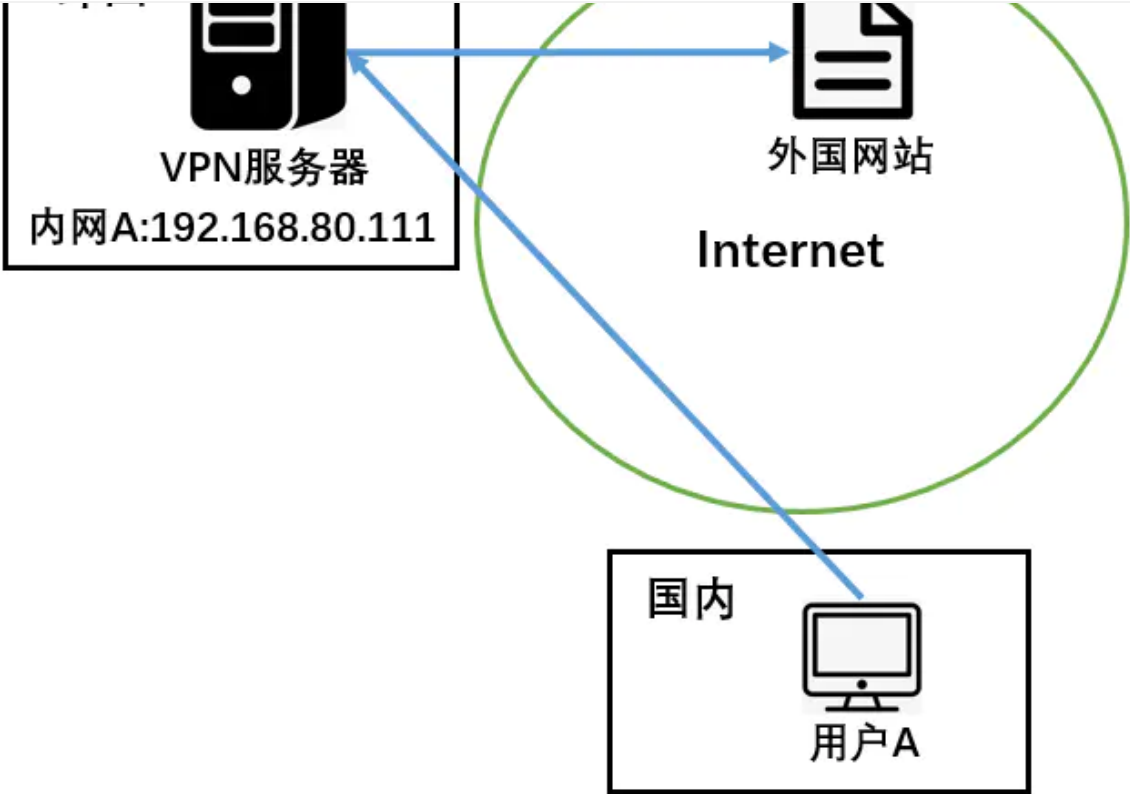 VPN服务器
内网A:192.168.80.111
外国网站
Internet
国内
用户A